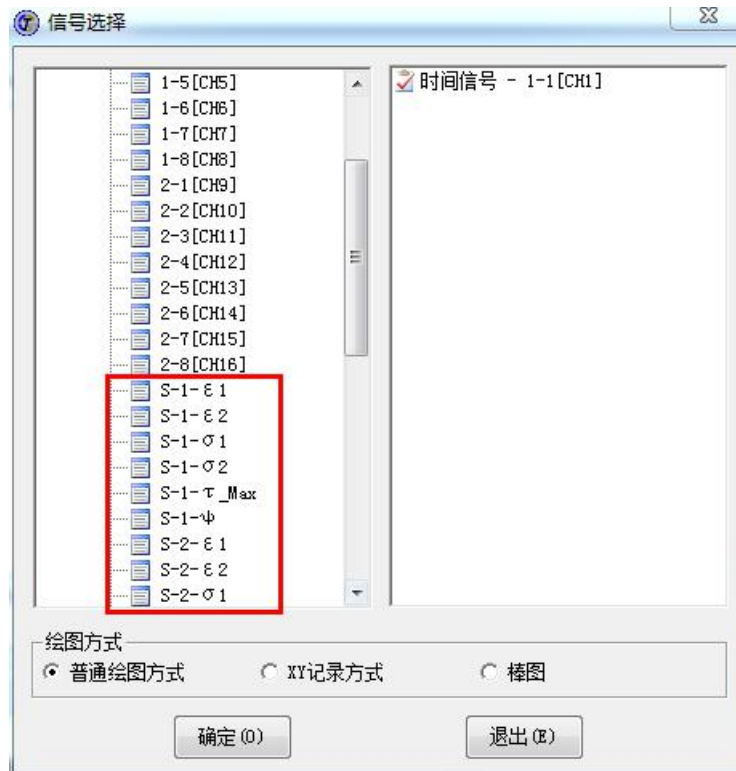 信号选择
1-5[CH5]
1-6[CH6]
1-7[CH7]
1-8[CH8]
2-1[CH9]
2-2[CH10]
2-3[CH11]
2-4[CH12]
2-5[CH13]
2-6[CH14]
2-7[CH15]
2-8[CH16]
S-1-ε1
S-1-ε2
S-1-σ1
S-1-σ2
S-1-τ_Max
S-1-ψ
S-2-ε1
S-2-ε2
S-2-σ1
时间信号 - 1-1[CH1]
绘图方式
普通绘图方式 XY记录方式 棒图
确定(O) 退出(E)